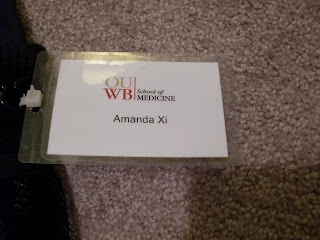 OU
WB
School of
MEDICINE
Amanda Xi